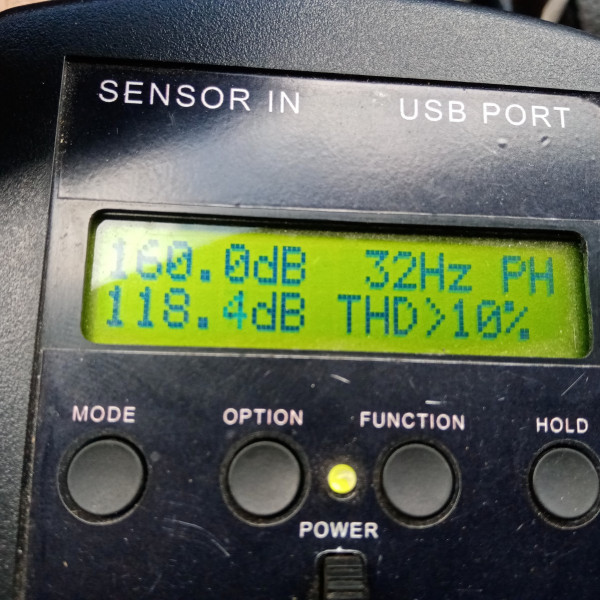 SENSOR IN USB PORT
160.0dB 32Hz PH
118.4dB THD>10%
MODE OPTION FUNCTION HOLD
POWER